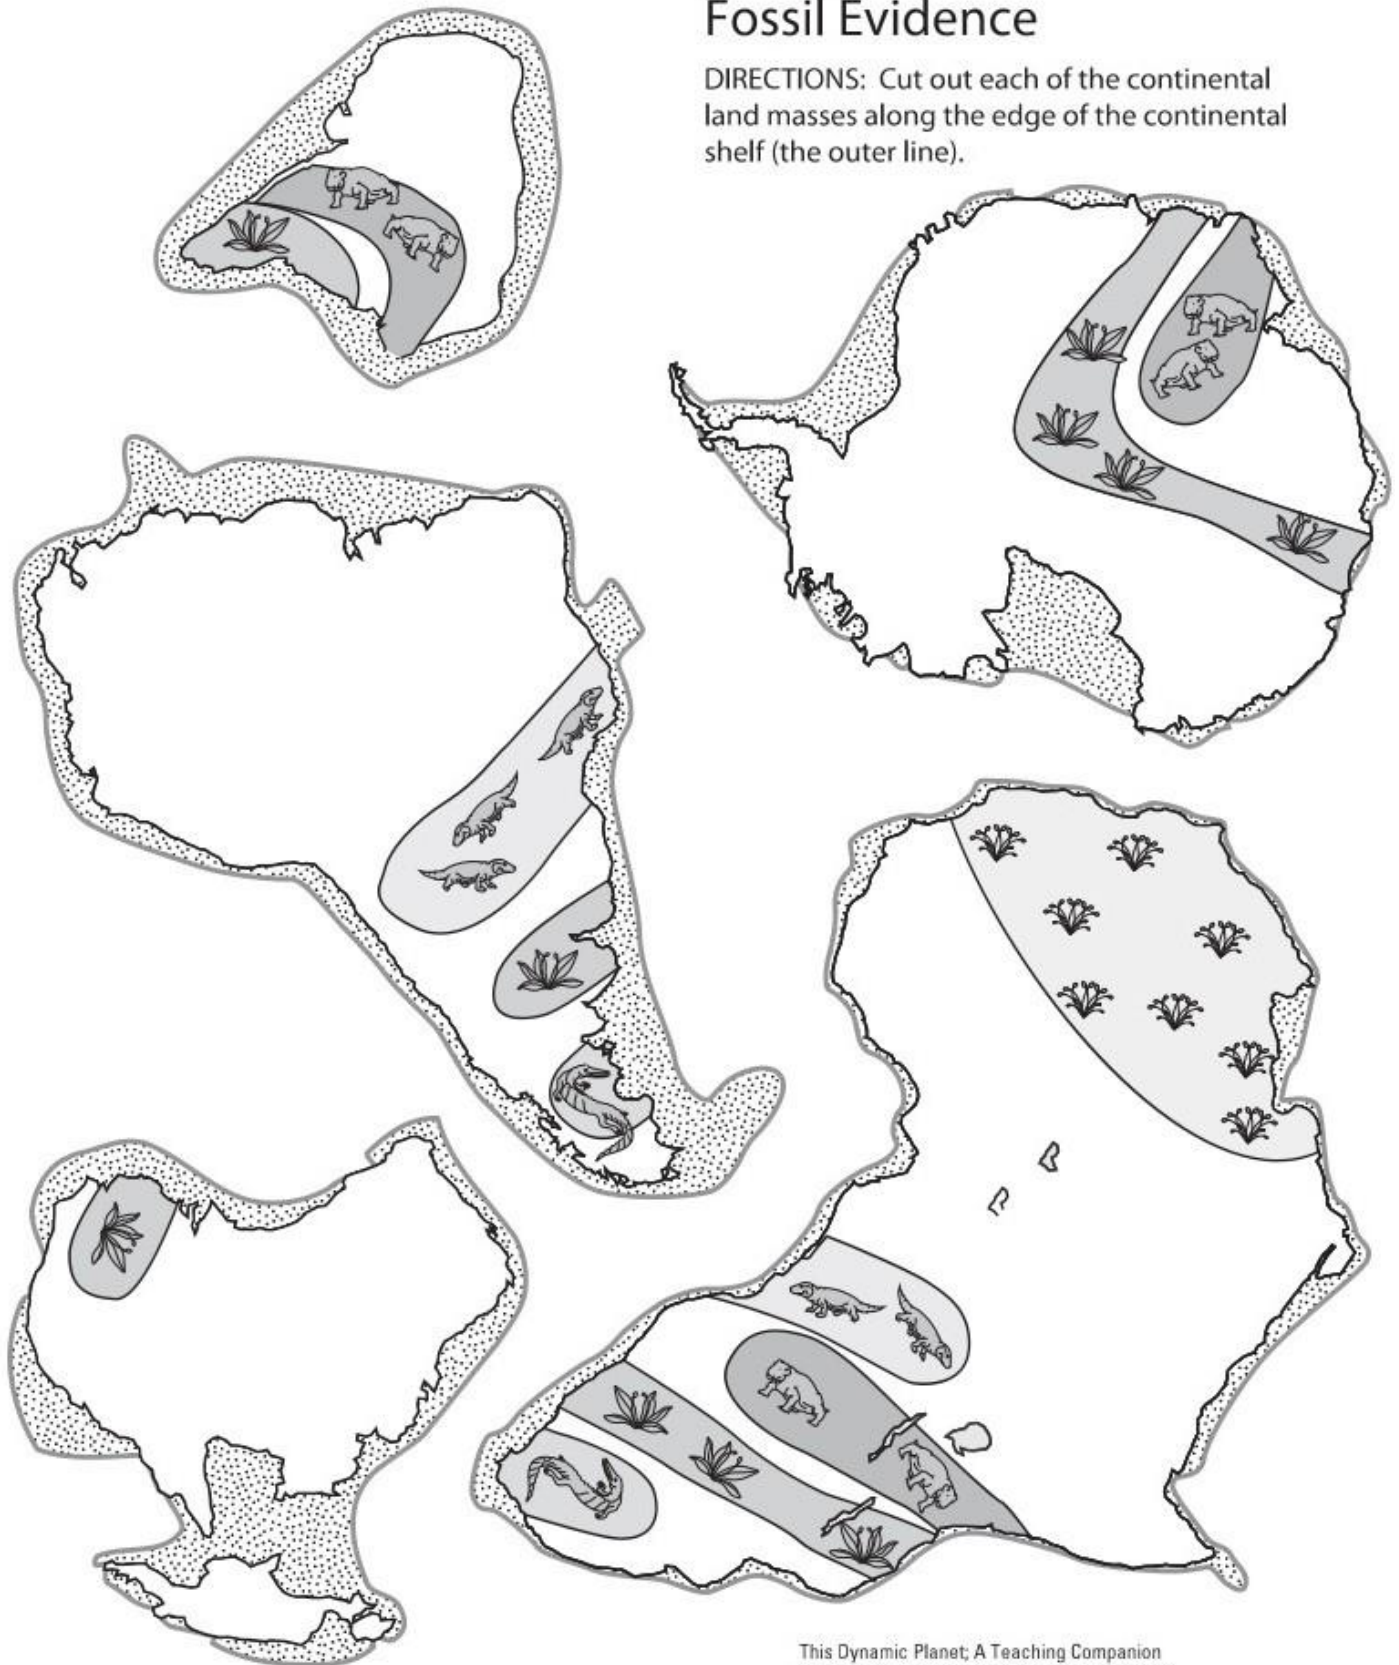 Fossil Evidence
DIRECTIONS: Cut out each of the continental
land masses along the edge of the continental
shelf (the outer line).
This Dynamic Planet; A Teaching Companion